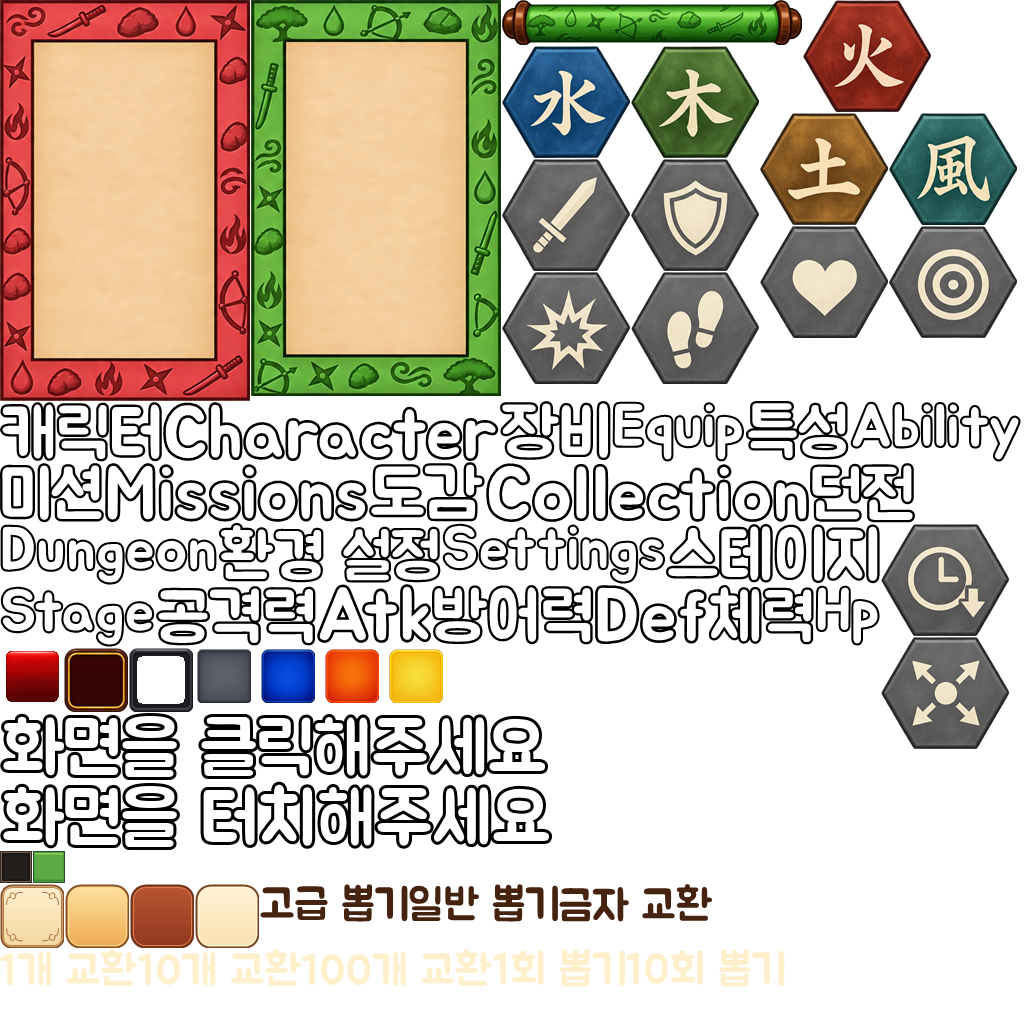 火
水 木
土 風
캐릭터Character장비Equip특성Ability
미션Missions도감Collection던전
Dungeon환경 설정Settings스테이지
Stage공격력Atk방어력Def체력Hp
화면을 클릭해주세요
화면을 터치해주세요
고급 뽑기일반 뽑기금자 교환
1개 교환10개 교환100개 교환1회 뽑기10회 뽑기